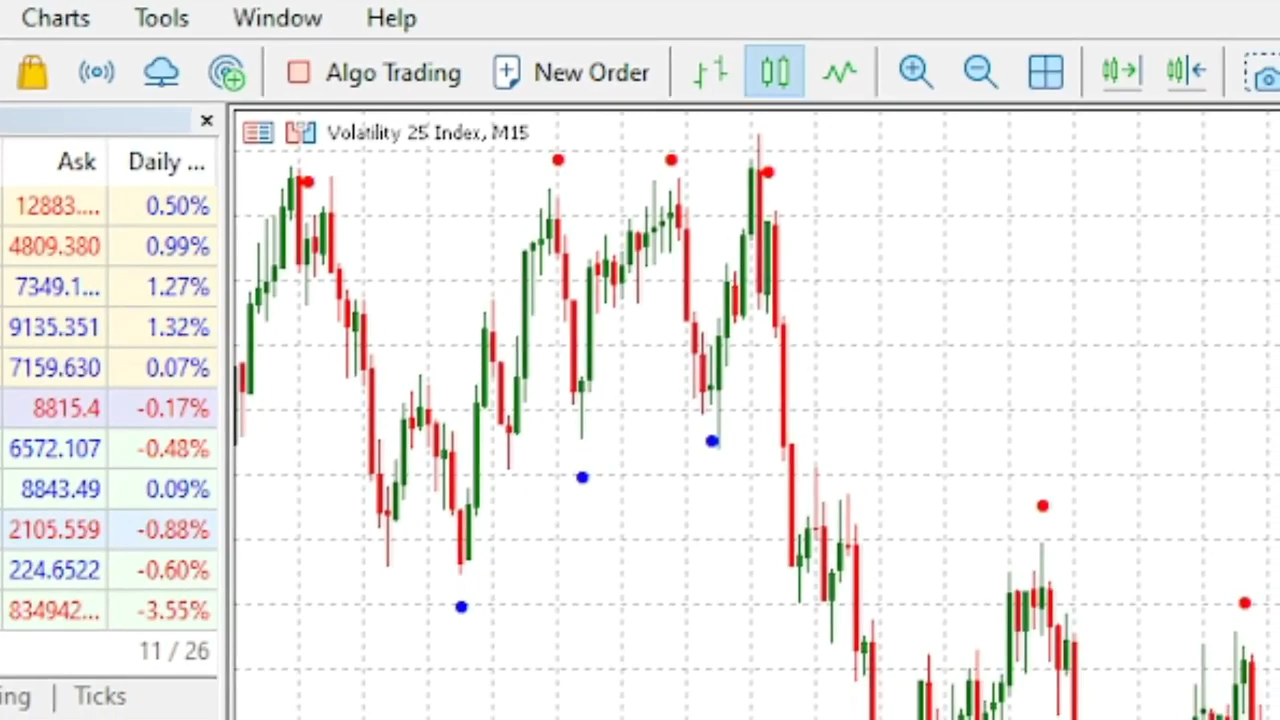 Charts Tools Window Help
Algo Trading New Order
Volatility 25 Index, M15
Ask Daily ...
12883.... 0.50%
4809.380 0.99%
7349.1... 1.27%
9135.351 1.32%
7159.630 0.07%
8815.4 -0.17%
6572.107 -0.48%
8843.49 0.09%
2105.559 -0.88%
224.6522 -0.60%
834942... -3.55%
11 / 26
ing Ticks